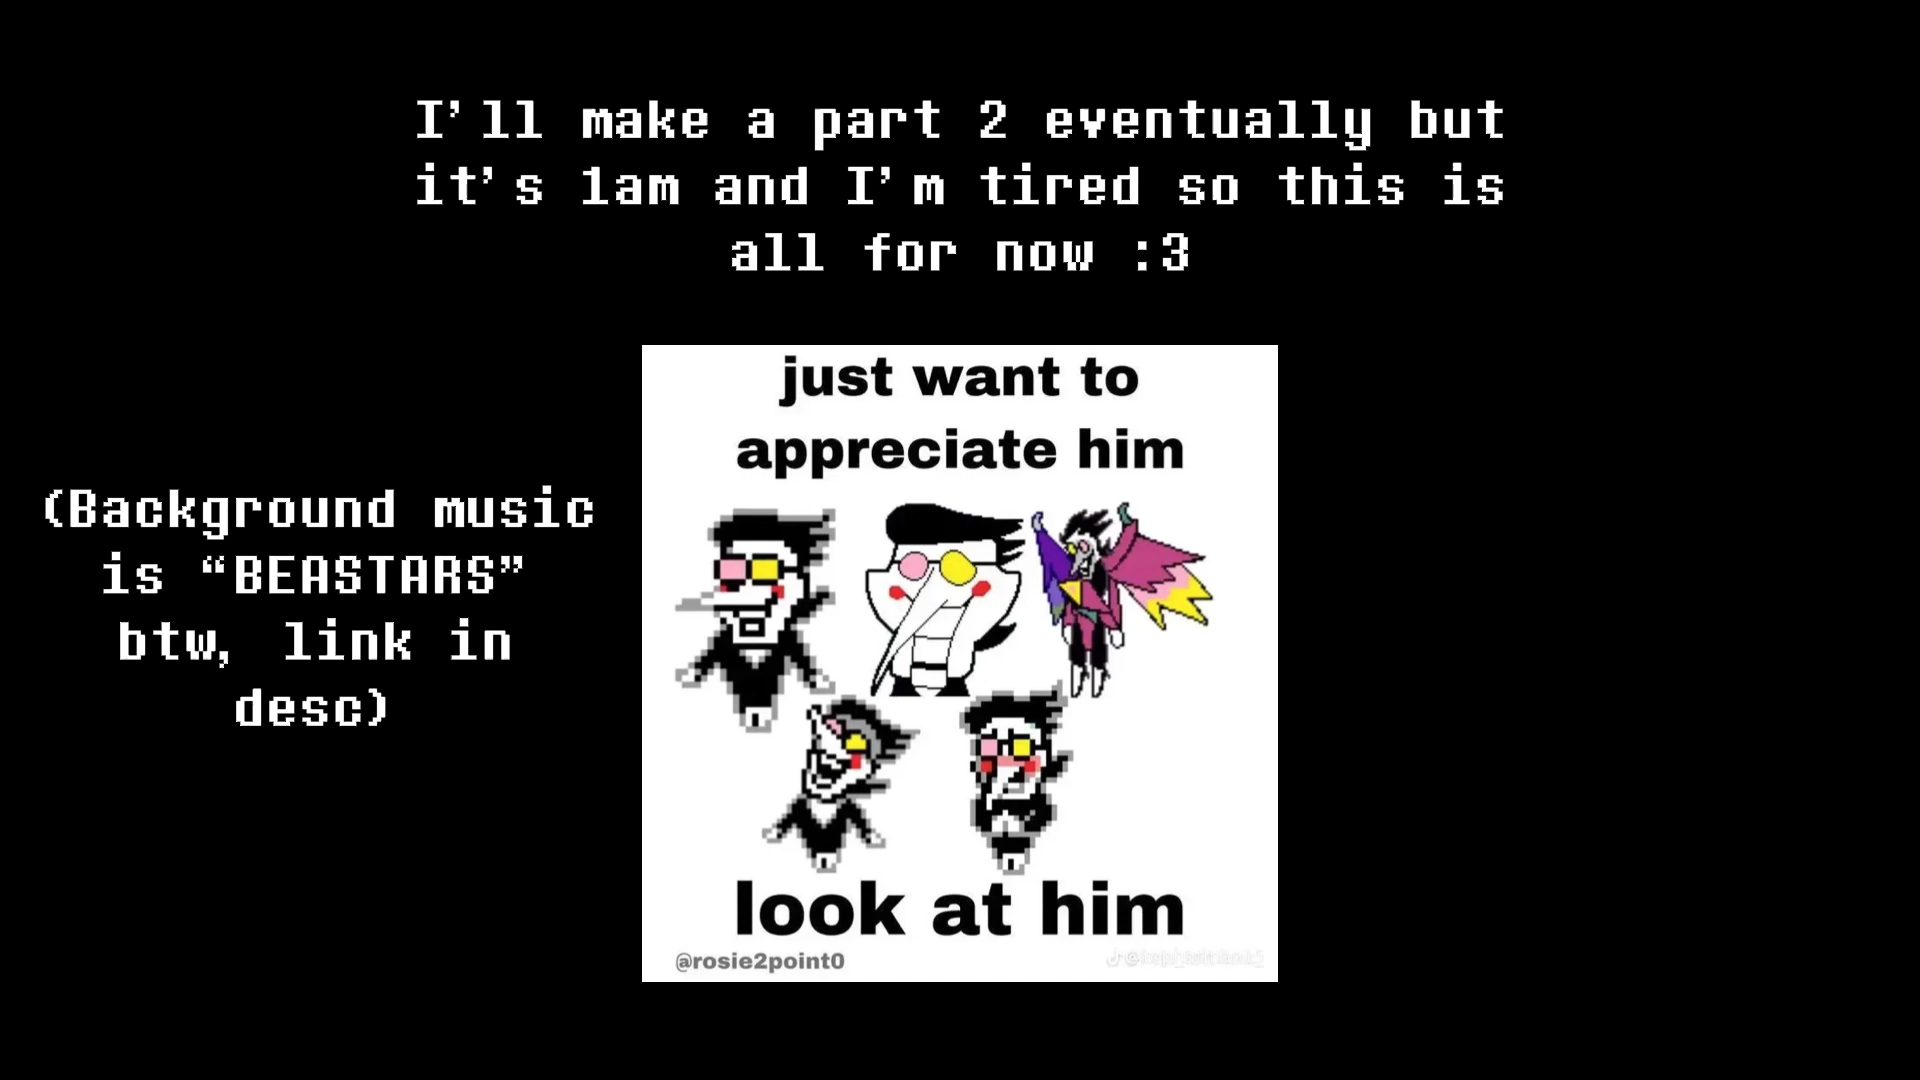 I'll make a part 2 eventually but
it's 1am and I'm tired so this is
all for now :3
just want to
appreciate him
(Background music
is “BEASTARS”
btw, link in
desc)
look at him
@rosie2point0